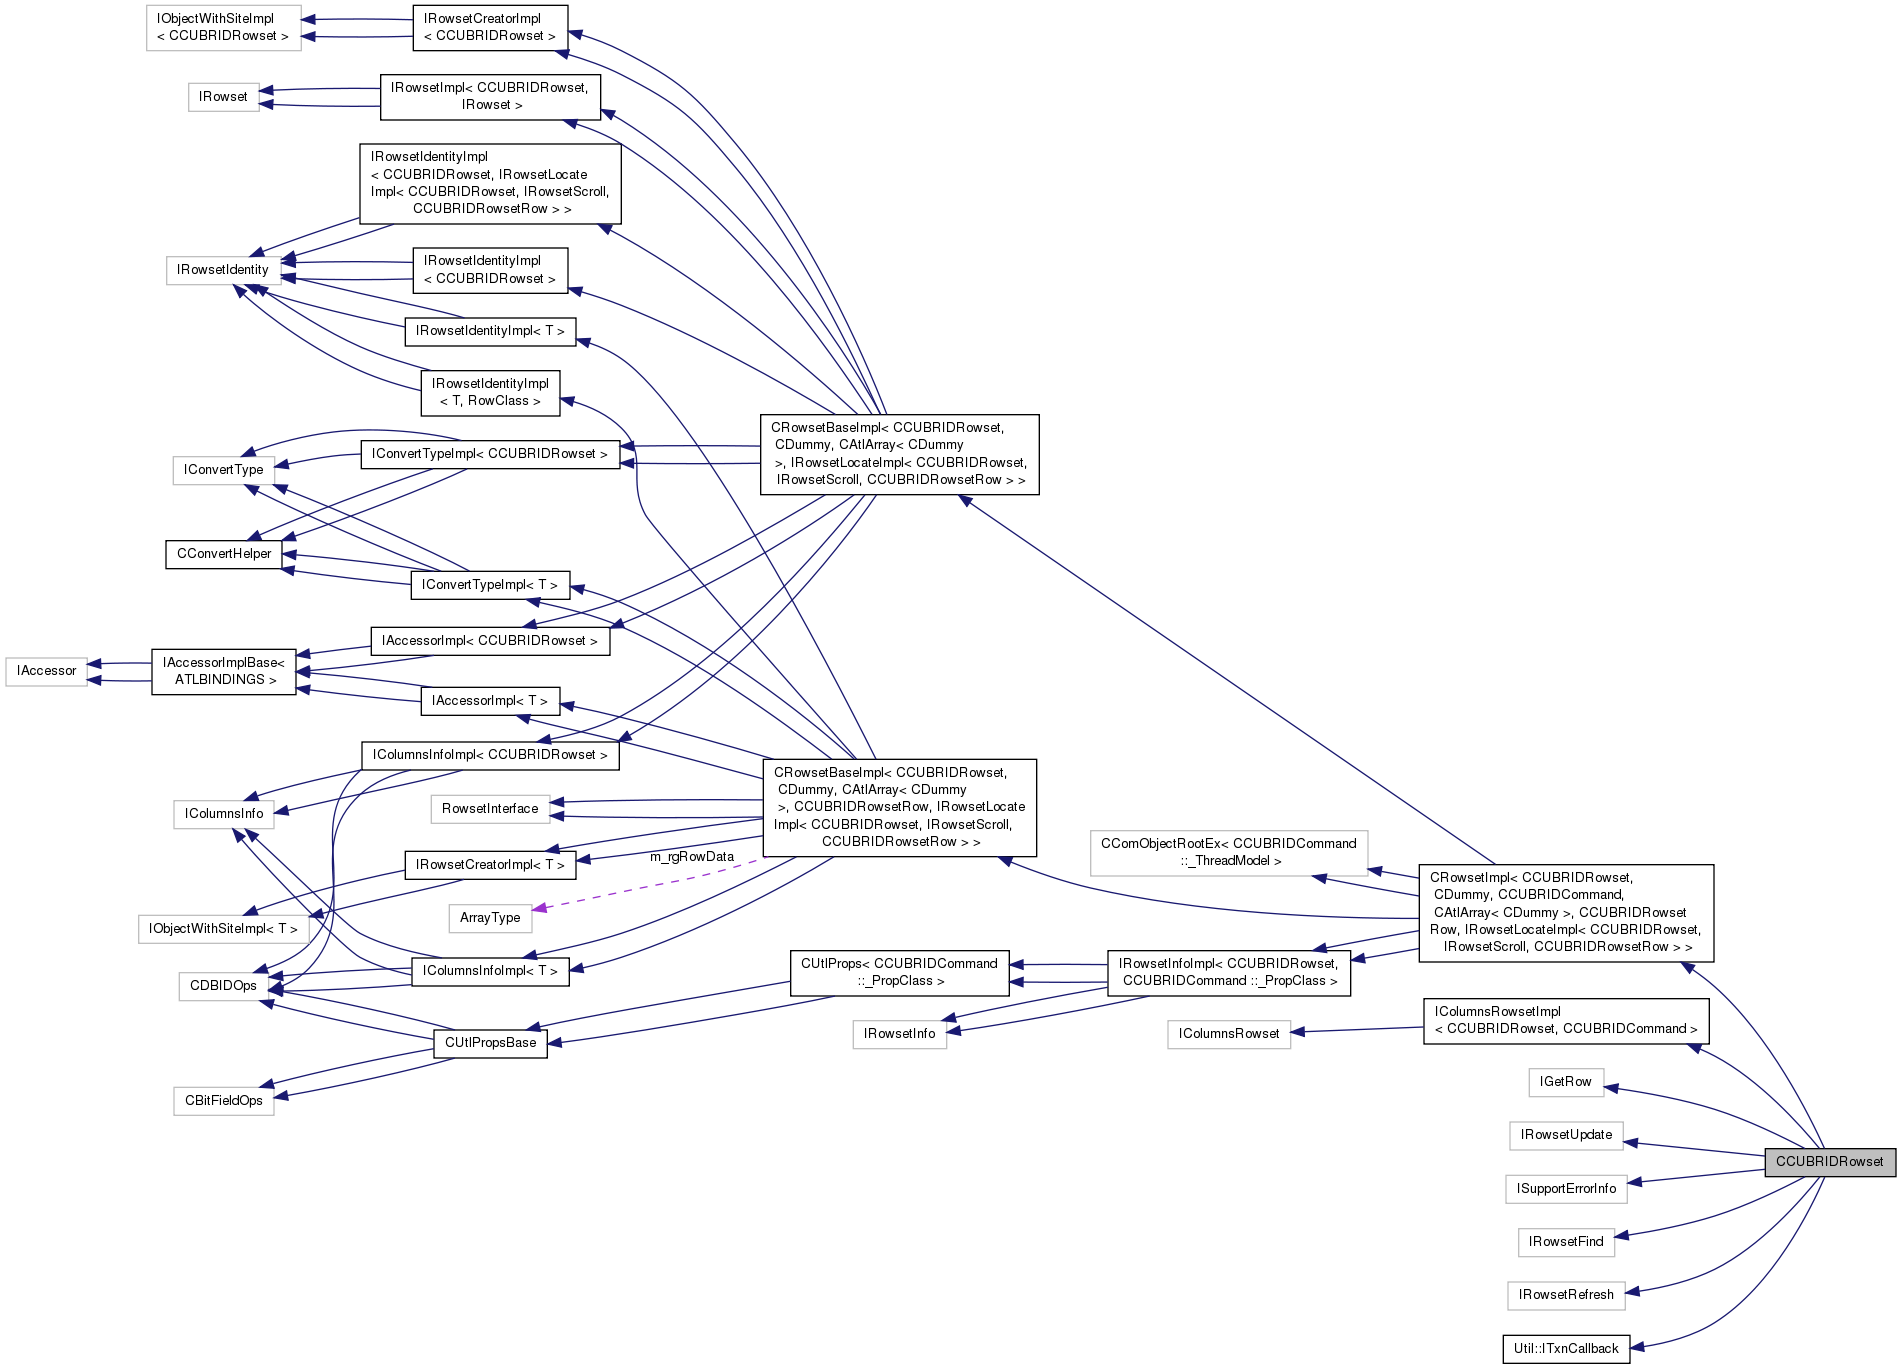 IObjectWithSiteImpl
< CCUBRIDRowset >
IRowsetCreatorImpl
< CCUBRIDRowset >
IRowset
IRowsetImpl< CCUBRIDRowset,
IRowset >
IRowsetIdentityImpl
< CCUBRIDRowset, IRowsetLocate
Impl< CCUBRIDRowset, IRowsetScroll,
CCUBRIDRowsetRow > >
IRowsetIdentity
IRowsetIdentityImpl
< CCUBRIDRowset >
IRowsetIdentityImpl< T >
IRowsetIdentityImpl
< T, RowClass >
IConvertType
IConvertTypeImpl< CCUBRIDRowset >
CRowsetBaseImpl< CCUBRIDRowset,
CDummy, CAtlArray< CDummy
>, IRowsetLocateImpl< CCUBRIDRowset,
IRowsetScroll, CCUBRIDRowsetRow > >
CConvertHelper
IConvertTypeImpl< T >
IAccessorImpl< CCUBRIDRowset >
IAccessor
IAccessorImplBase<
ATLBINDINGS >
IAccessorImpl< T >
IColumnsInfoImpl< CCUBRIDRowset >
IColumnsInfo
RowsetInterface
CRowsetBaseImpl< CCUBRIDRowset,
CDummy, CAtlArray< CDummy
>, CCUBRIDRowsetRow, IRowsetLocate
Impl< CCUBRIDRowset, IRowsetScroll,
CCUBRIDRowsetRow > >
m_rgRowData
IRowsetCreatorImpl< T >
ArrayType
IObjectWithSiteImpl< T >
CComObjectRootEx< CCUBRIDCommand
::_ThreadModel >
CRowsetImpl< CCUBRIDRowset,
CDummy, CCUBRIDCommand,
CAtlArray< CDummy >, CCUBRIDRowset
Row, IRowsetLocateImpl< CCUBRIDRowset,
IRowsetScroll, CCUBRIDRowsetRow > >
CDBIDOps
IColumnsInfoImpl< T >
CUtlProps< CCUBRIDCommand
::_PropClass >
IRowsetInfoImpl< CCUBRIDRowset,
CCUBRIDCommand ::_PropClass >
CUtlPropsBase
IRowsetInfo
IColumnsRowset
IColumnsRowsetImpl
< CCUBRIDRowset, CCUBRIDCommand >
CBitFieldOps
IGetRow
IRowsetUpdate
CCUBRIDRowset
ISupportErrorInfo
IRowsetFind
IRowsetRefresh
Util::ITxnCallback